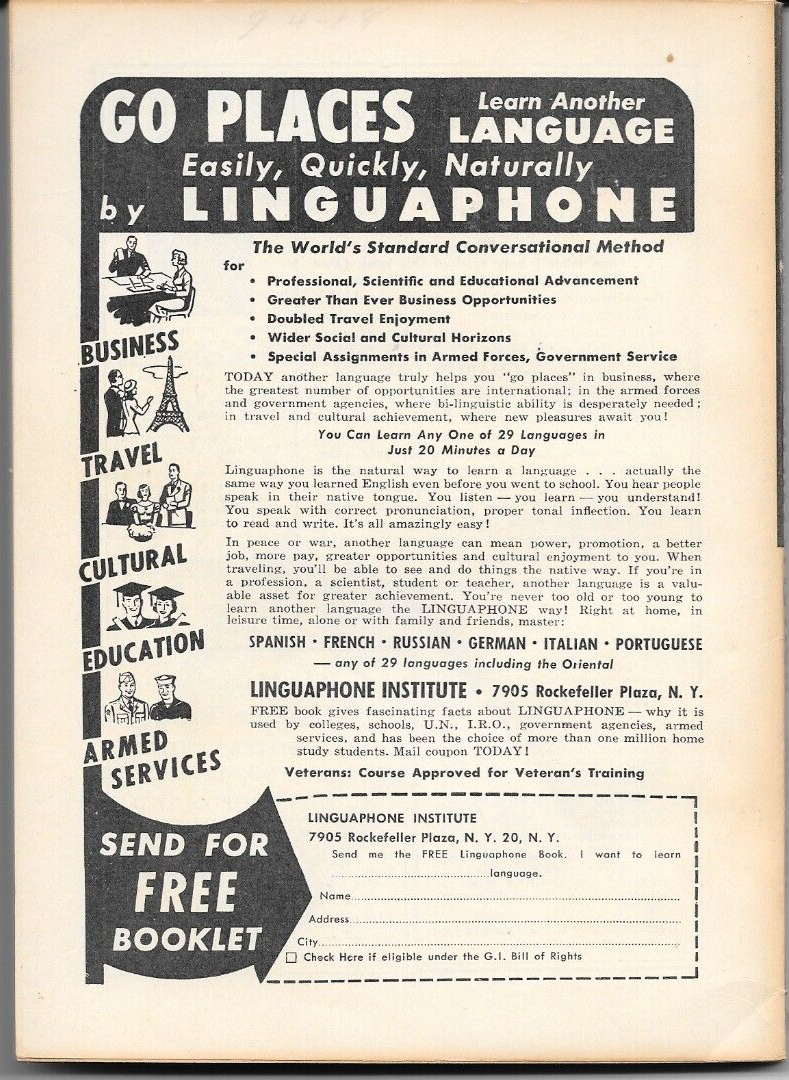 GO PLACES Learn Another LANGUAGE
Easily, Quickly, Naturally
by LINGUAPHONE
The World's Standard Conversational Method
for
• Professional, Scientific and Educational Advancement
• Greater Than Ever Business Opportunities
• Doubled Travel Enjoyment
• Wider Social and Cultural Horizons
• Special Assignments in Armed Forces, Government Service
BUSINESS
TRAVEL
CULTURAL
EDUCATION
ARMED
SERVICES
TODAY another language truly helps you "go places" in business, where
the greatest number of opportunities are international; in the armed forces
and government agencies, where bi-linguistic ability is desperately needed;
in travel and cultural achievement, where new pleasures await you!
You Can Learn Any One of 29 Languages in
Just 20 Minutes a Day
Linguaphone is the natural way to learn a language . . . actually the
same way you learned English even before you went to school. You hear people
speak in their native tongue. You listen — you learn — you understand!
You speak with correct pronunciation, proper tonal inflection. You learn
to read and write. It's all amazingly easy!
In peace or war, another language can mean power, promotion, a better
job, more pay, greater opportunities and cultural enjoyment to you. When
traveling, you'll be able to see and do things the native way. If you're in
a profession, a scientist, student or teacher, another language is a valu-
able asset for greater achievement. You're never too old or too young to
learn another language the LINGUAPHONE way! Right at home, in
leisure time, alone or with family and friends, master:
SPANISH · FRENCH · RUSSIAN · GERMAN · ITALIAN · PORTUGUESE
— any of 29 languages including the Oriental
LINGUAPHONE INSTITUTE • 7905 Rockefeller Plaza, N. Y.
FREE book gives fascinating facts about LINGUAPHONE — why it is
used by colleges, schools, U.N., I.R.O., government agencies, armed
services, and has been the choice of more than one million home
study students. Mail coupon TODAY!
Veterans: Course Approved for Veteran's Training
SEND FOR
FREE
BOOKLET
LINGUAPHONE INSTITUTE
7905 Rockefeller Plaza, N. Y. 20, N. Y.
Send me the FREE Linguaphone Book. I want to learn
language.
Name
Address
City
Check Here if eligible under the G.I. Bill of Rights